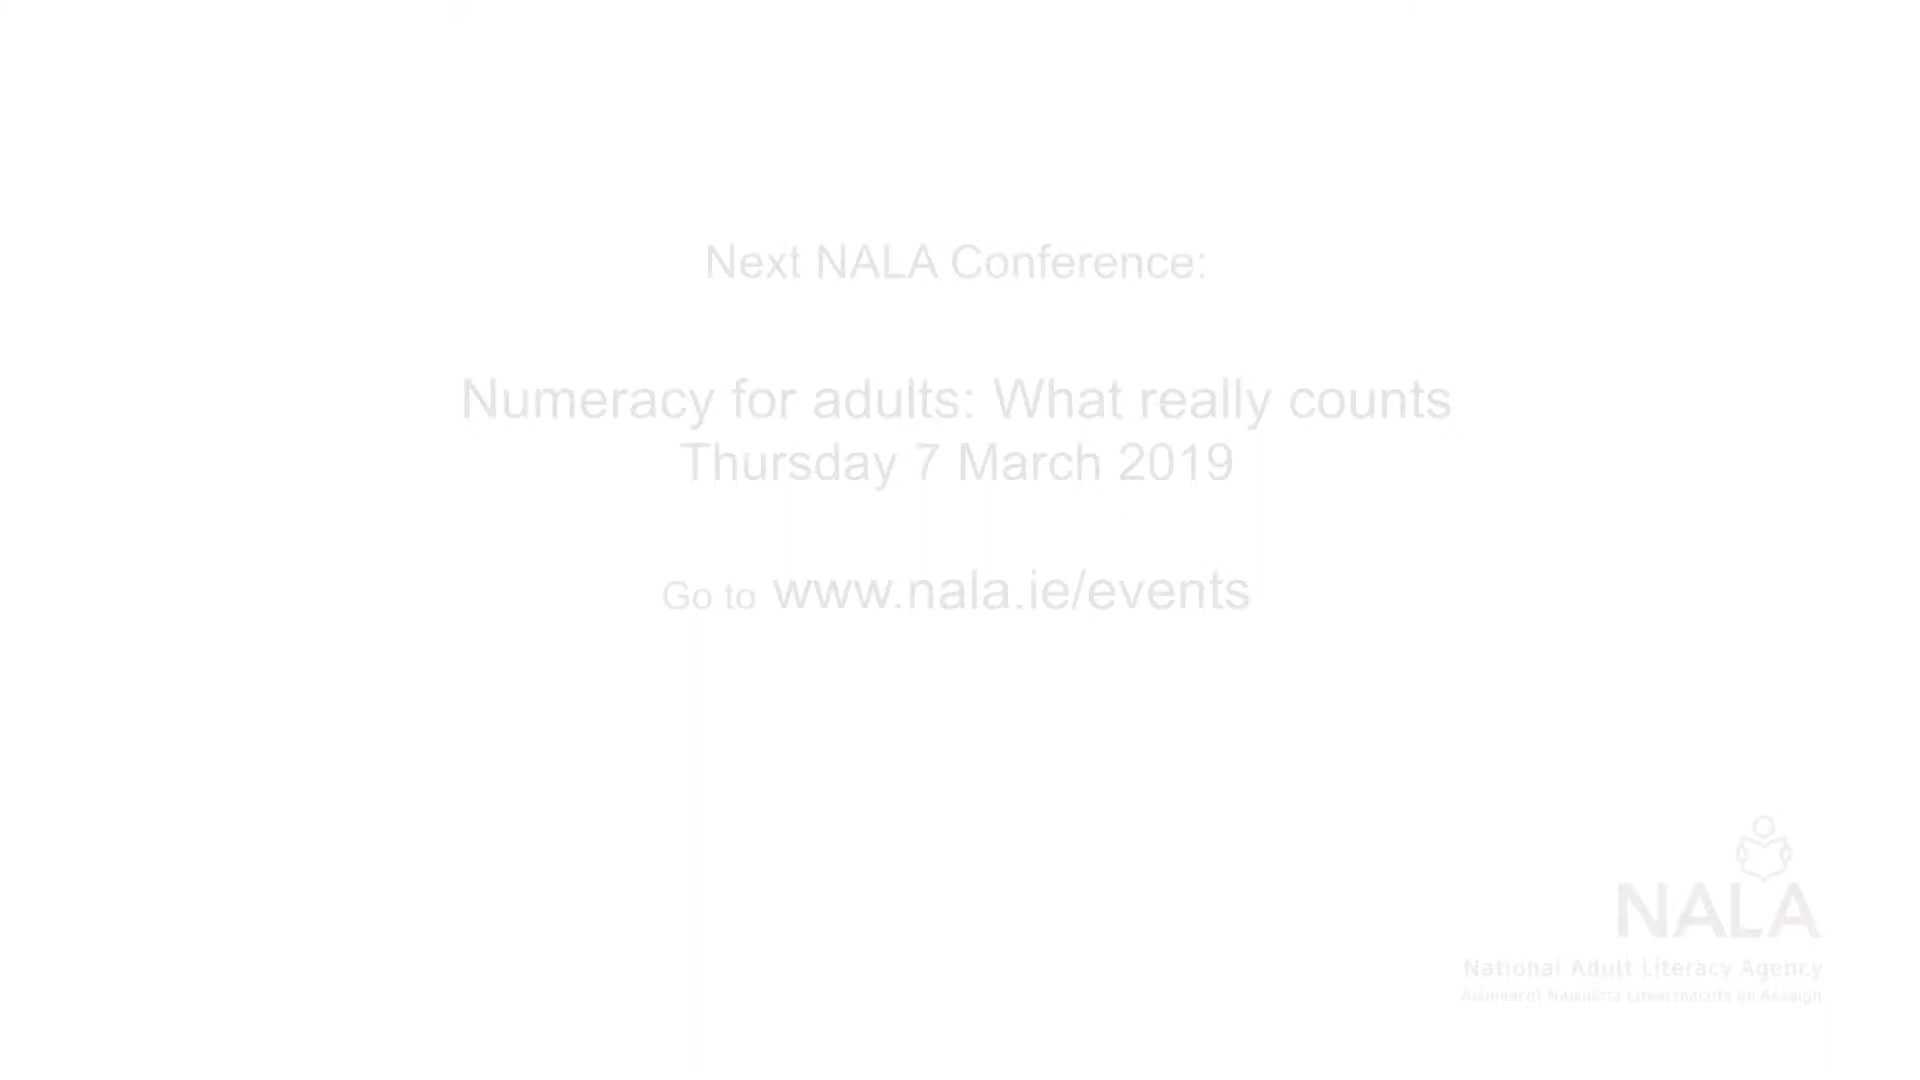 Next NALA Conference:
Numeracy for adults: What really counts
Thursday 7 March 2019
Go to www.nala.ie/events
NALA
National Adult Literacy Agency